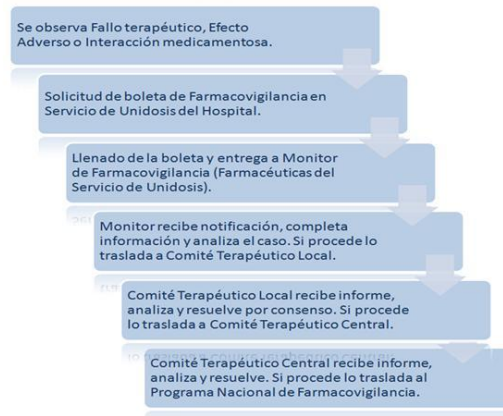 Se observa Fallo terapéutico, Efecto
Adverso o Interacción medicamentosa.
Solicitud de boleta de Farmacovigilancia en
Servicio de Unidosis del Hospital.
Llenado de la boleta y entrega a Monitor
de Farmacovigilancia (Farmacéuticas del
Servicio de Unidosis).
Monitor recibe notificación, completa
información y analiza el caso. Si procede lo
traslada a Comité Terapéutico Local.
Comité Terapéutico Local recibe informe,
analiza y resuelve por consenso. Si procede
lo traslada a Comité Terapéutico Central.
Comité Terapéutico Central recibe informe,
analiza y resuelve. Si procede lo traslada al
Programa Nacional de Farmacovigilancia.